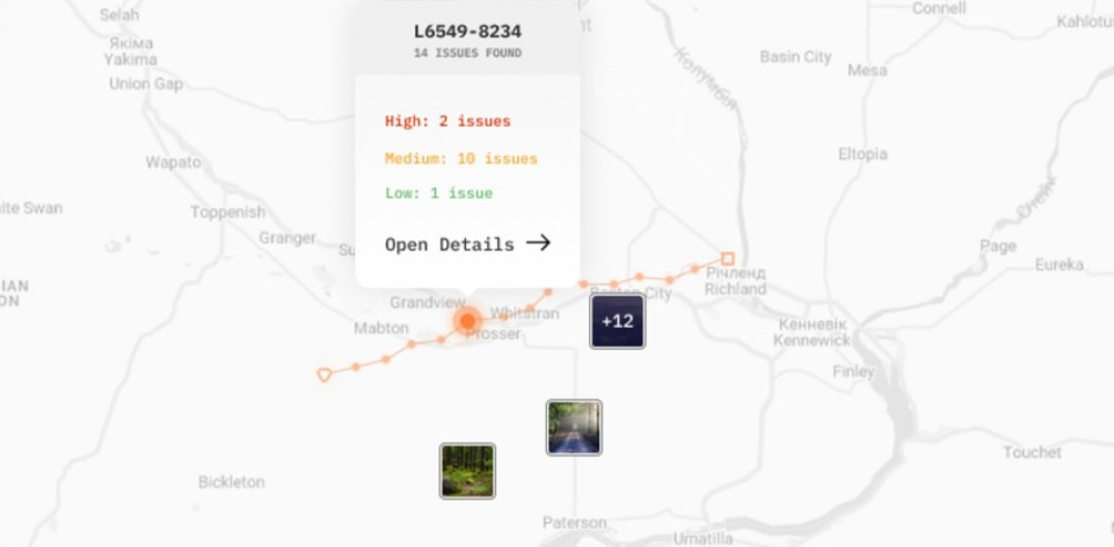 Selah
Connell
Kahlotu
Якіма
Yakima
Union Gap
L6549-8234
14 ISSUES FOUND
Колумбія
Basin City
Mesa
High: 2 issues
Medium: 10 issues
Low: 1 issue
Open Details
Wapato
Eltopia
ite Swan
Toppenish
Granger
Su
Снейк
Page
Eureka
IAN
ON
Річленд
Richland
Benton City
Grandview
Whitstran
Mabton
Prosser
+12
Кенневік
Kennewick
Finley
Touchet
Bickleton
Paterson
Umatilla